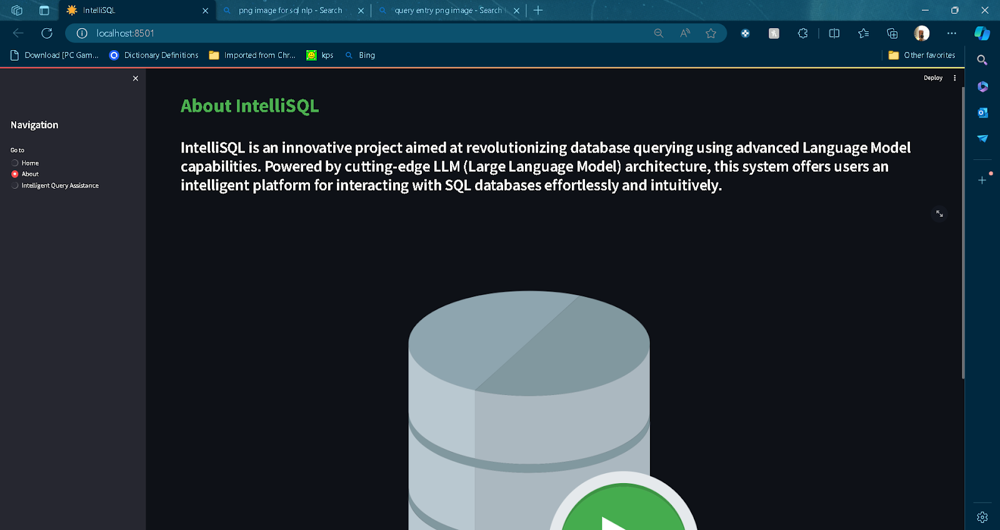 IntelliSQL
png image for sql nlp - Search
query entry png image - Search
localhost:8501
Download [PC Gam...
Dictionary Definitions
Imported from Chr...
kps
Bing
Other favorites
Deploy
Navigation
Go to
Home
About
Intelligent Query Assistance
About IntelliSQL
IntelliSQL is an innovative project aimed at revolutionizing database querying using advanced Language Model
capabilities. Powered by cutting-edge LLM (Large Language Model) architecture, this system offers users an
intelligent platform for interacting with SQL databases effortlessly and intuitively.